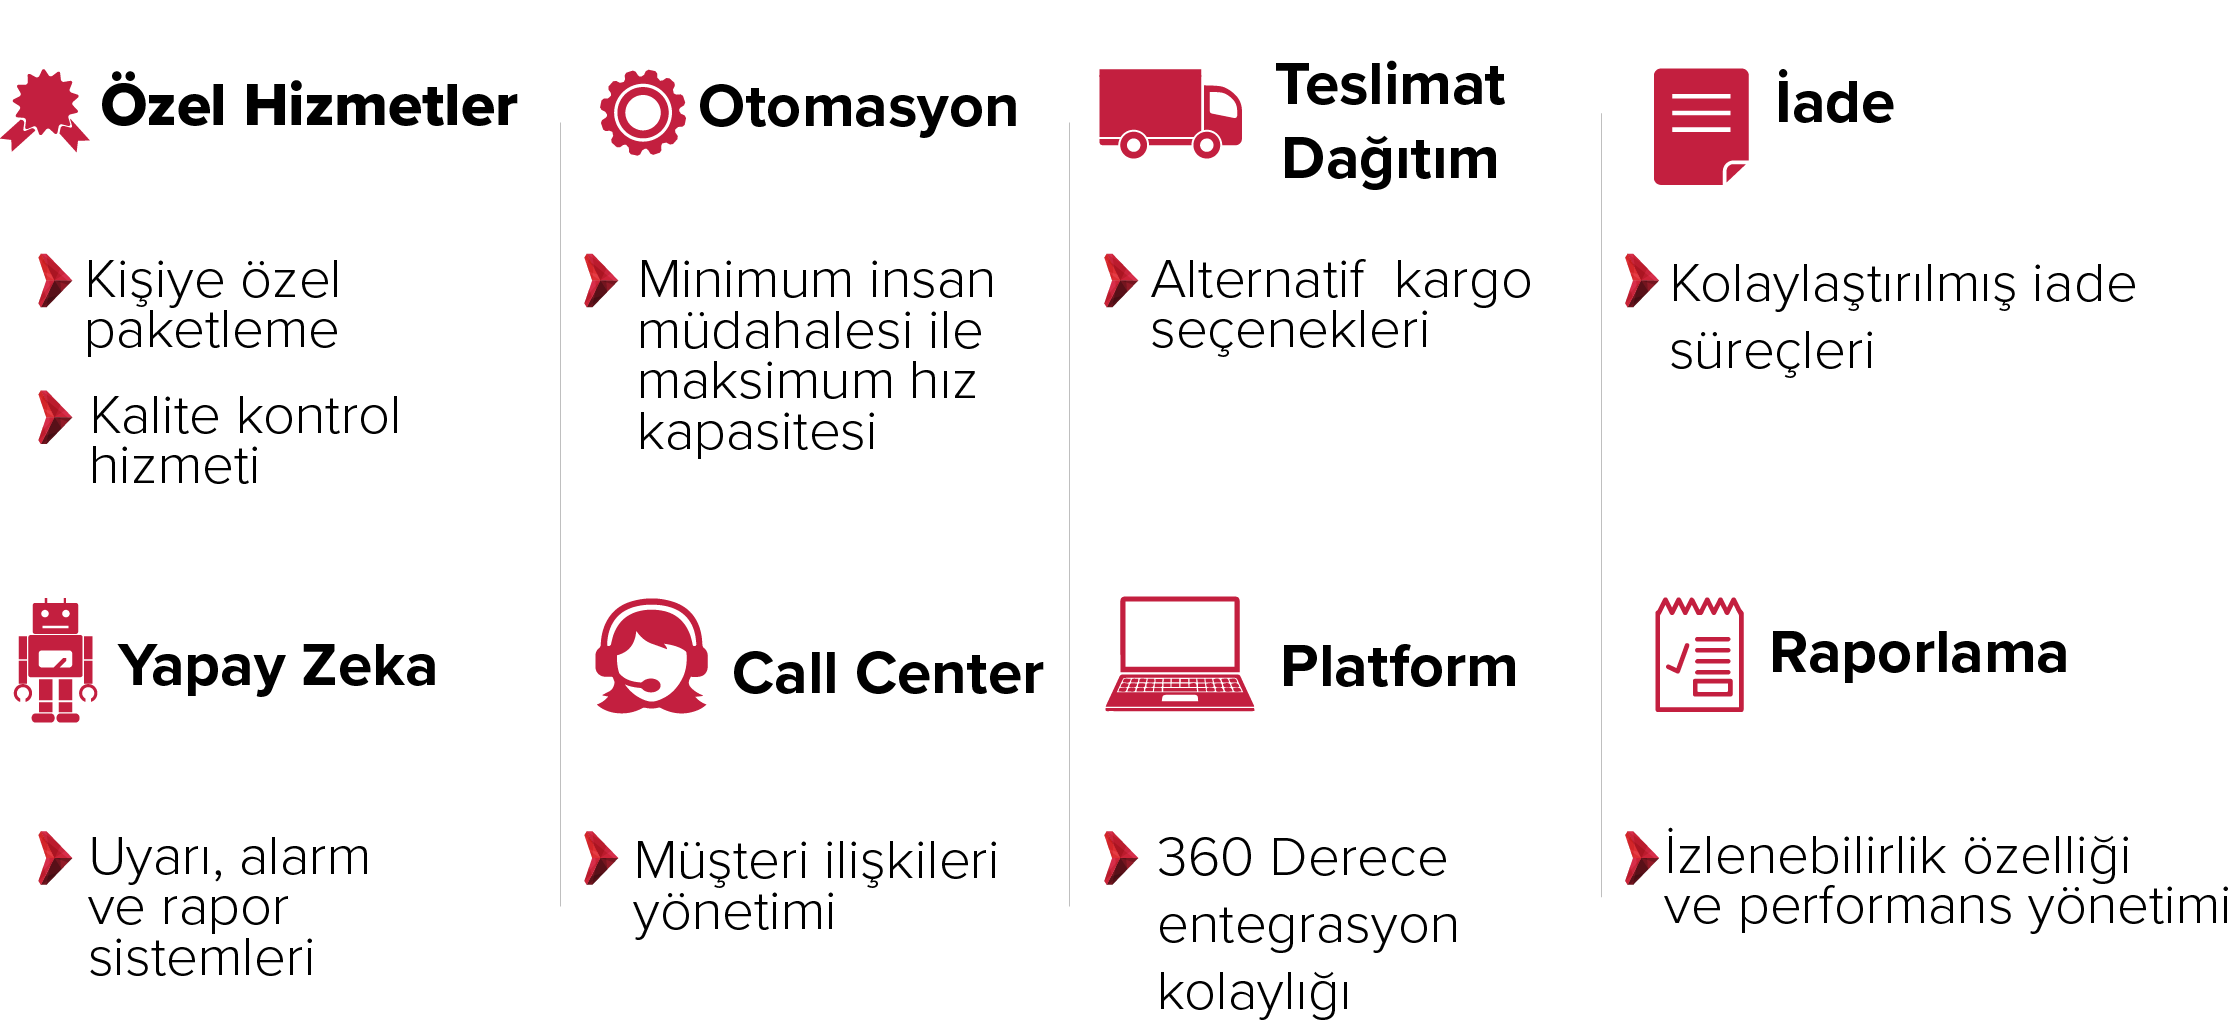 Özel Hizmetler
Kişiye özel
paketleme
Kalite kontrol
hizmeti
Otomasyon
Minimum insan
müdahalesi ile
maksimum hız
kapasitesi
Teslimat
Dağıtım
Alternatif kargo
seçenekleri
İade
Kolaylaştırılmış iade
süreçleri
Yapay Zeka
Uyarı, alarm
ve rapor
sistemleri
Call Center
Müşteri ilişkileri
yönetimi
Platform
360 Derece
entegrasyon
kolaylığı
Raporlama
İzlenebilirlik özelliği
ve performans yönetimi